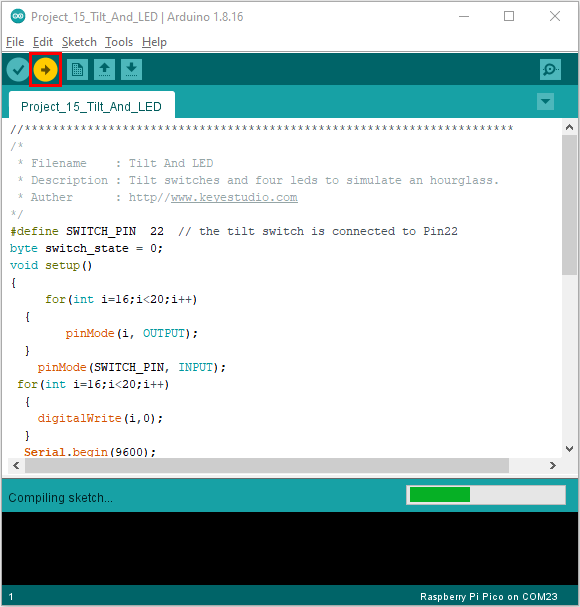 Project_15_Tilt_And_LED | Arduino 1.8.16
File Edit Sketch Tools Help
Project_15_Tilt_And_LED
//**********************************************************************
/*
 * Filename    : Tilt And LED
 * Description : Tilt switches and four leds to simulate an hourglass.
 * Auther      : http//www.keyestudio.com
*/
#define SWITCH_PIN  22  // the tilt switch is connected to Pin22
byte switch_state = 0;
void setup()
{
     for(int i=16;i<20;i++)
  {
        pinMode(i, OUTPUT);
  }
    pinMode(SWITCH_PIN, INPUT);
 for(int i=16;i<20;i++)
  {
    digitalWrite(i,0);
  }
  Serial.begin(9600);
Compiling sketch...
1 Raspberry Pi Pico on COM23